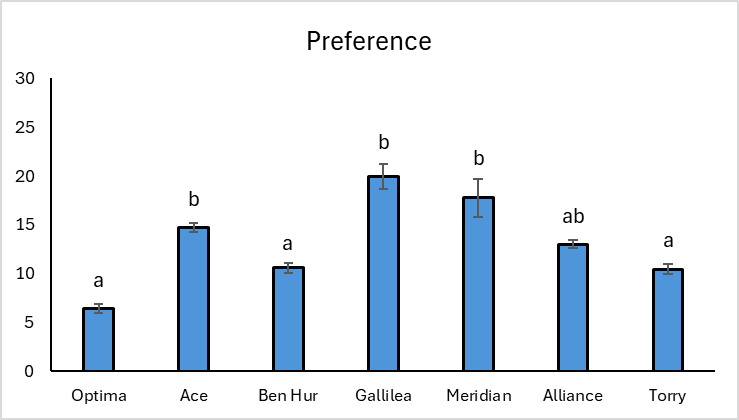 Preference
30
25
20
15
10
5
0
a
b
a
b
b
ab
a
Optima
Ace
Ben Hur
Gallilea
Meridian
Alliance
Torry